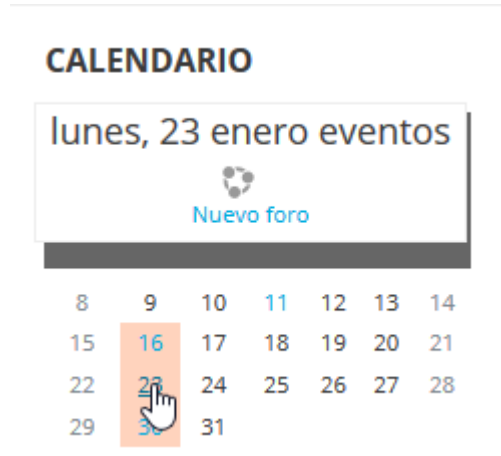 CALENDARIO
lunes, 23 enero eventos
Nuevo foro
8 9 10 11 12 13 14
15 16 17 18 19 20 21
22 23 24 25 26 27 28
29 30 31